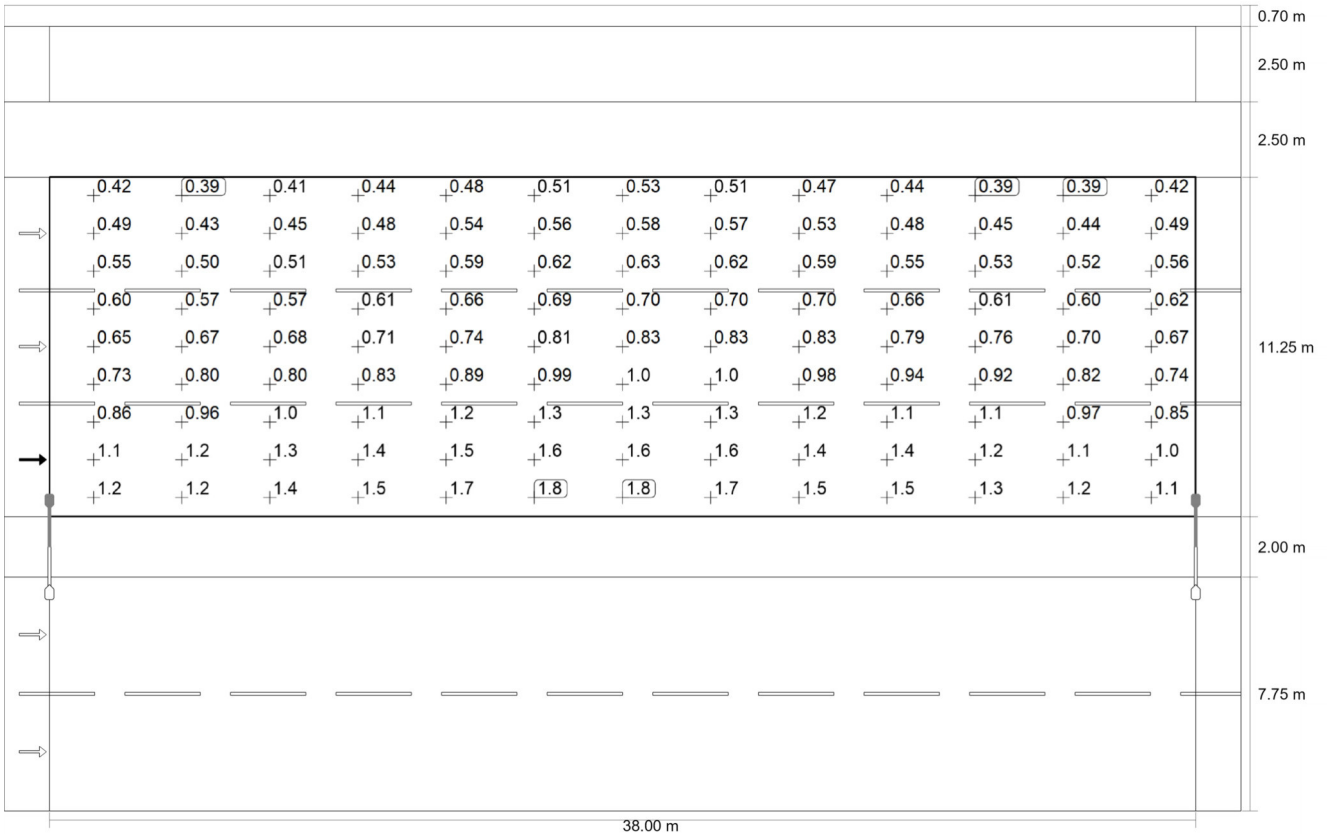 0.70 m
2.50 m
2.50 m
0.42 0.39 0.41 0.44 0.48 0.51 0.53 0.51 0.47 0.44 0.39 0.39 0.42
0.49 0.43 0.45 0.48 0.54 0.56 0.58 0.57 0.53 0.48 0.45 0.44 0.49
0.55 0.50 0.51 0.53 0.59 0.62 0.63 0.62 0.59 0.55 0.53 0.52 0.56
0.60 0.57 0.57 0.61 0.66 0.69 0.70 0.70 0.70 0.66 0.61 0.60 0.62
0.65 0.67 0.68 0.71 0.74 0.81 0.83 0.83 0.83 0.79 0.76 0.70 0.67
11.25 m
0.73 0.80 0.80 0.83 0.89 0.99 1.0 1.0 0.98 0.94 0.92 0.82 0.74
0.86 0.96 1.0 1.1 1.2 1.3 1.3 1.3 1.2 1.1 1.1 0.97 0.85
1.1 1.2 1.3 1.4 1.5 1.6 1.6 1.6 1.4 1.4 1.2 1.1 1.0
1.2 1.2 1.4 1.5 1.7 1.8 1.8 1.7 1.5 1.5 1.3 1.2 1.1
2.00 m
7.75 m
38.00 m